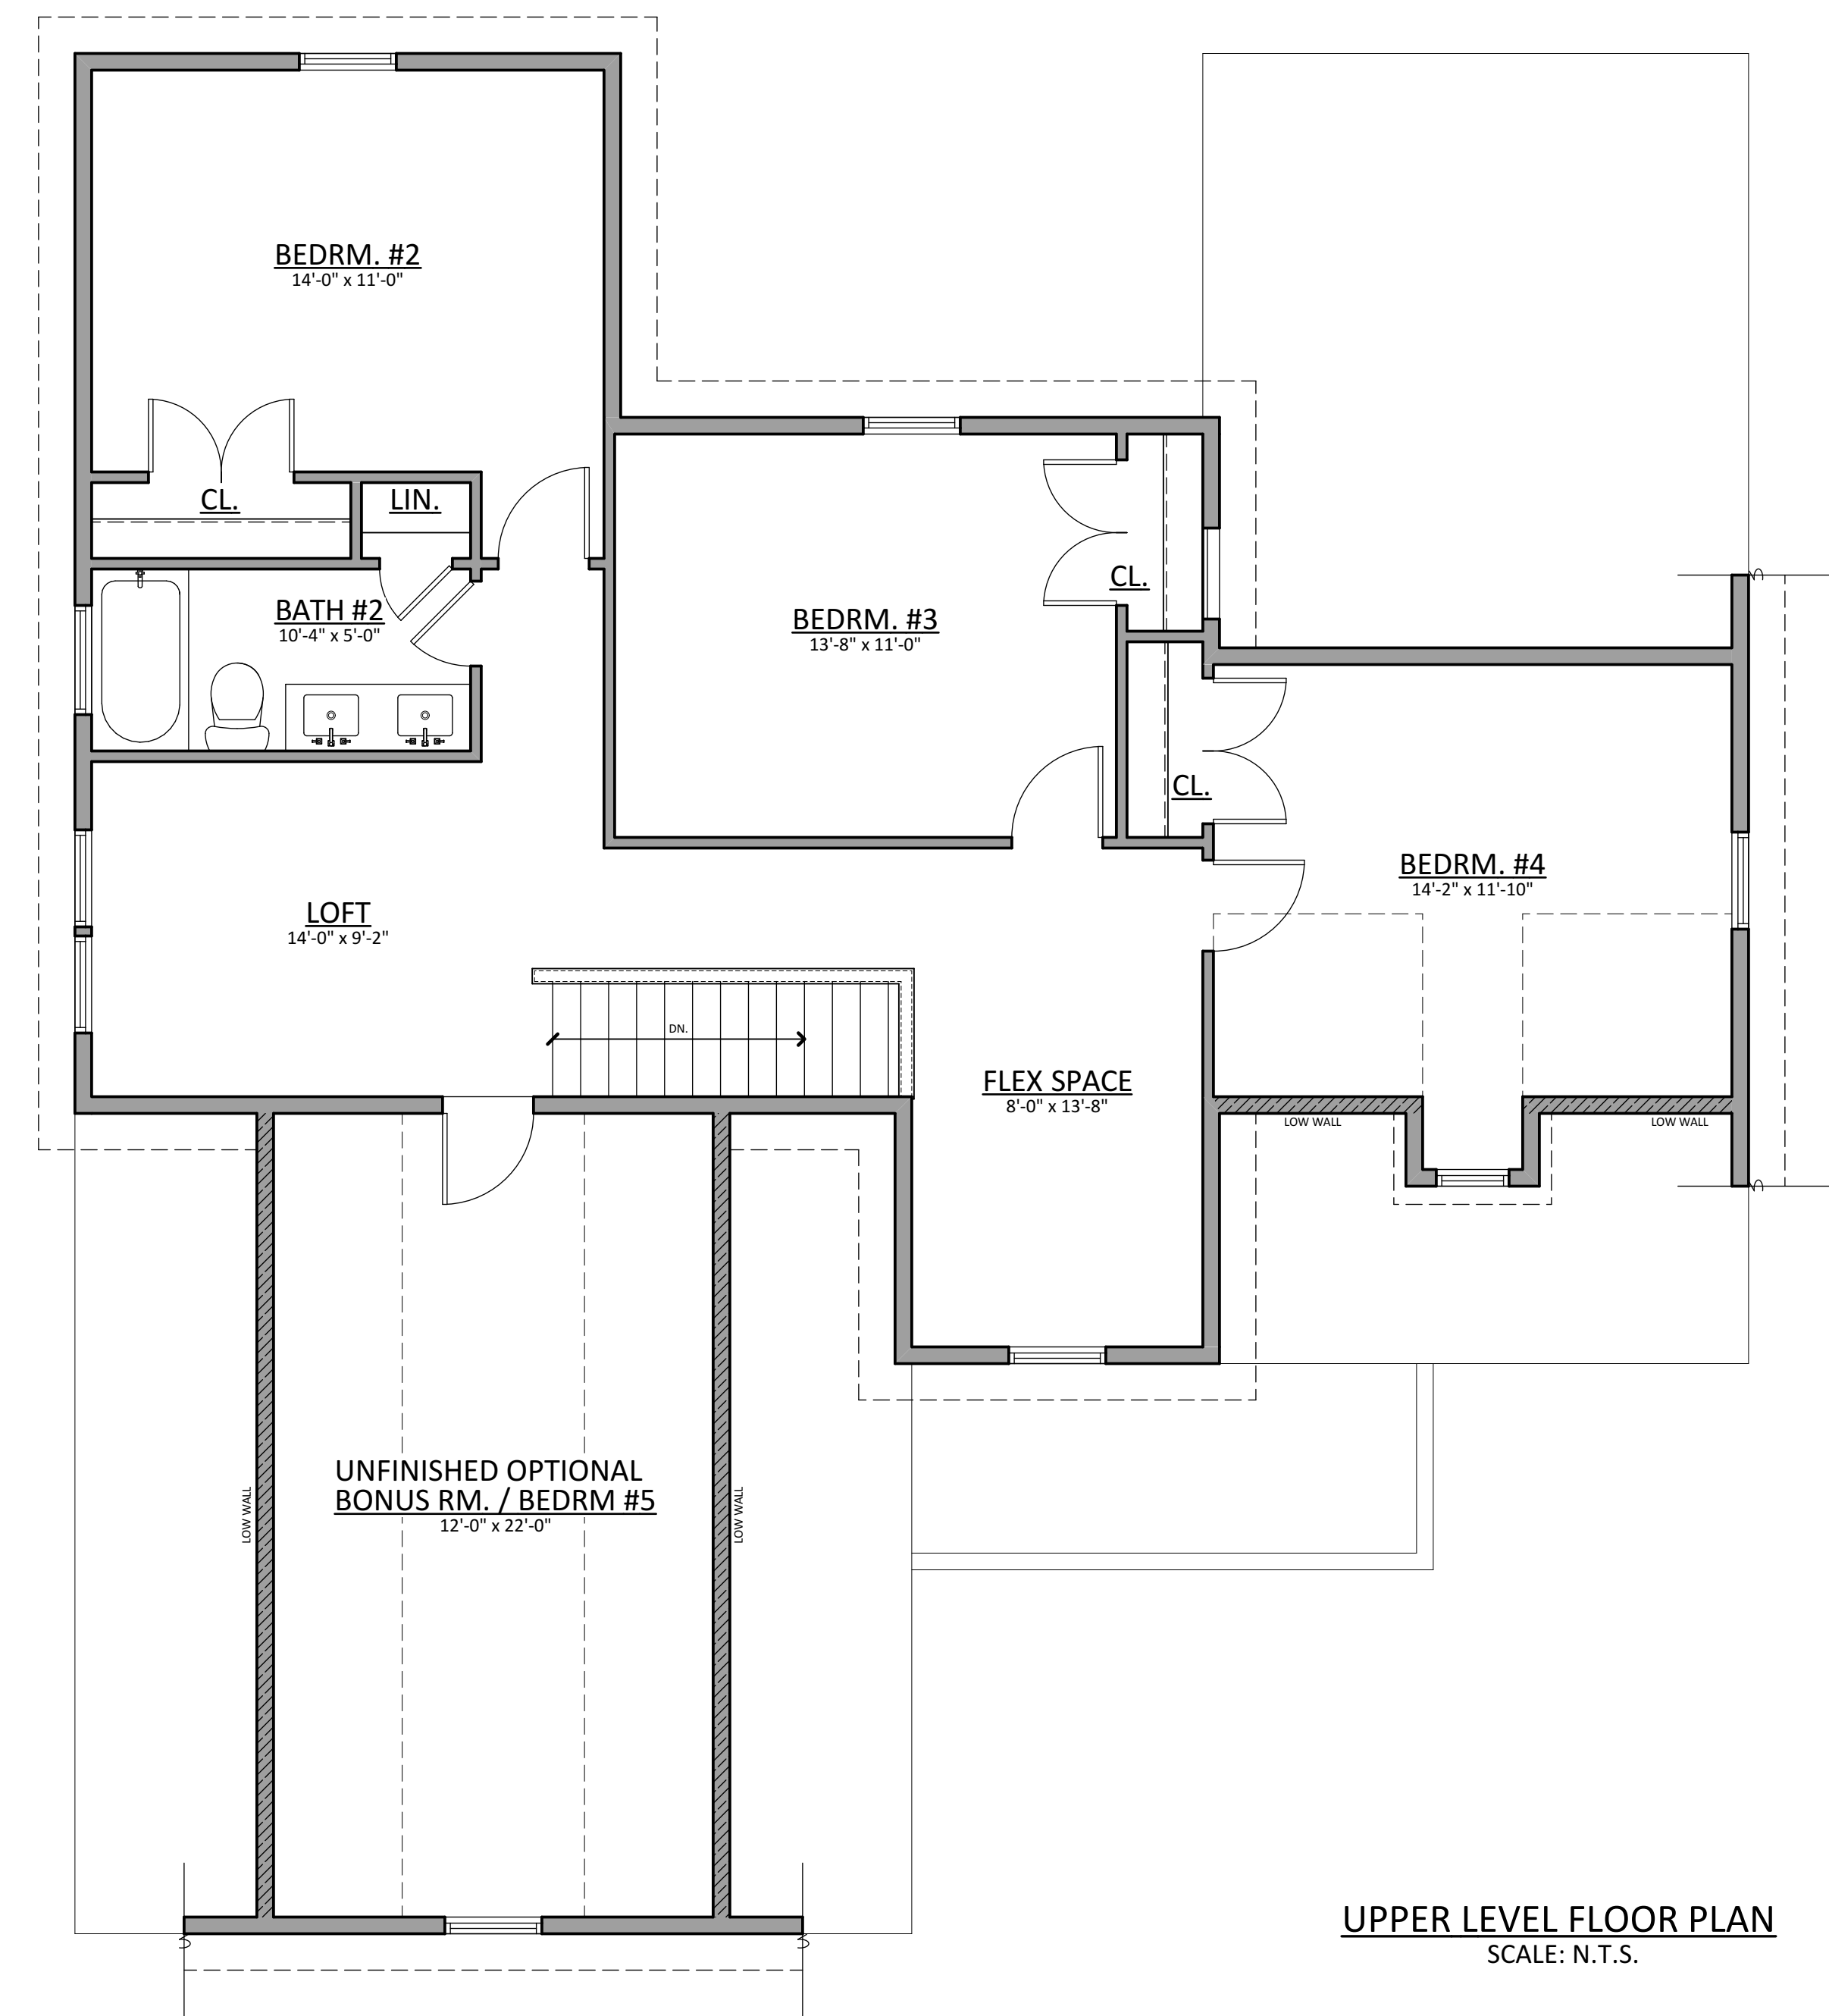 BEDRM. #2
14'-0" x 11'-0"
CL.
LIN.
BATH #2
10'-4" x 5'-0"
BEDRM. #3
13'-8" x 11'-0"
CL.
CL.
BEDRM. #4
14'-2" x 11'-10"
LOFT
14'-0" x 9'-2"
DN.
FLEX SPACE
8'-0" x 13'-8"
LOW WALL
LOW WALL
UNFINISHED OPTIONAL
BONUS RM. / BEDRM #5
12'-0" x 22'-0"
LOW WALL
LOW WALL
UPPER LEVEL FLOOR PLAN
SCALE: N.T.S.